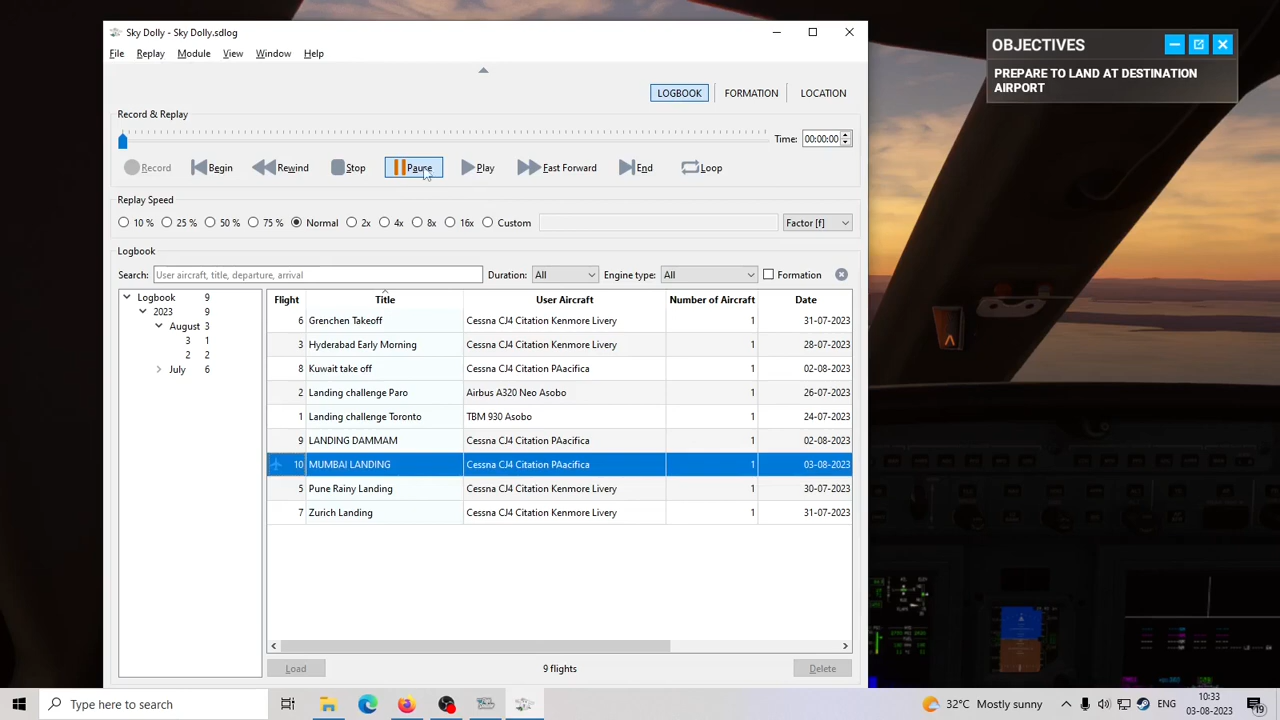 Sky Dolly - Sky Dolly.sdlog
File Replay Module View Window Help
LOGBOOK FORMATION LOCATION
Record & Replay
Time: 00:00:00
Record Begin Rewind Stop Pause Play Fast Forward End Loop
Replay Speed
10 % 25 % 50 % 75 % Normal 2x 4x 8x 16x Custom Factor [f]
Logbook
Search: User aircraft, title, departure, arrival Duration: All Engine type: All Formation
Logbook 9
2023 9
August 3
3 1
2 2
July 6
Flight Title User Aircraft Number of Aircraft Date
6 Grenchen Takeoff Cessna CJ4 Citation Kenmore Livery 1 31-07-2023
3 Hyderabad Early Morning Cessna CJ4 Citation Kenmore Livery 1 28-07-2023
8 Kuwait take off Cessna CJ4 Citation PAacifica 1 02-08-2023
2 Landing challenge Paro Airbus A320 Neo Asobo 1 26-07-2023
1 Landing challenge Toronto TBM 930 Asobo 1 24-07-2023
9 LANDING DAMMAM Cessna CJ4 Citation PAacifica 1 02-08-2023
10 MUMBAI LANDING Cessna CJ4 Citation PAacifica 1 03-08-2023
5 Pune Rainy Landing Cessna CJ4 Citation Kenmore Livery 1 30-07-2023
7 Zurich Landing Cessna CJ4 Citation Kenmore Livery 1 31-07-2023
Load 9 flights Delete
OBJECTIVES
PREPARE TO LAND AT DESTINATION
AIRPORT
Type here to search
32°C Mostly sunny
ENG
10:33
03-08-2023
19